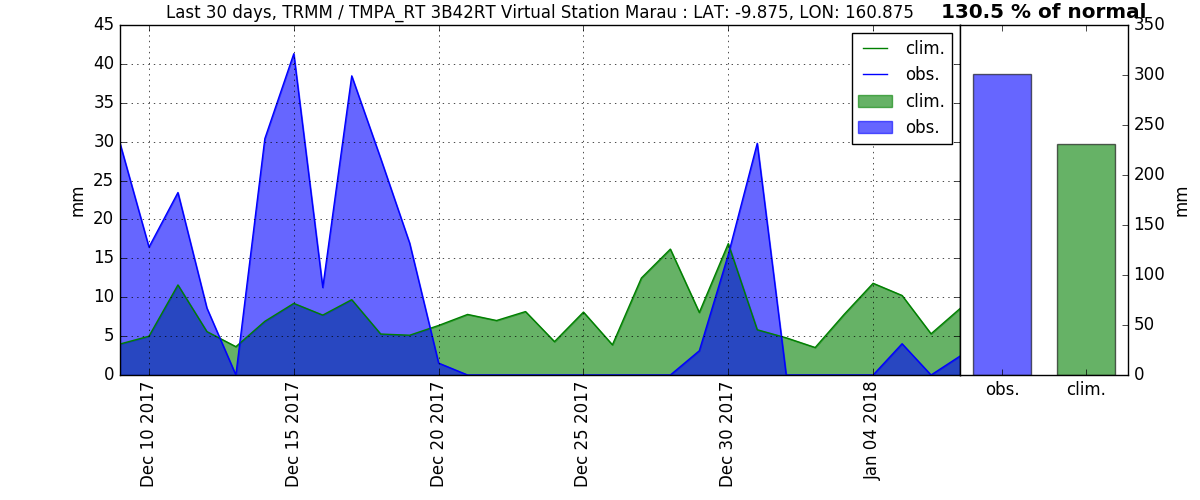 Last 30 days, TRMM / TMPA_RT 3B42RT Virtual Station Marau : LAT: -9.875, LON: 160.875
130.5 % of normal
45
40
35
30
25
20
15
10
5
0
mm
clim.
obs.
clim.
obs.
Dec 10 2017
Dec 15 2017
Dec 20 2017
Dec 25 2017
Dec 30 2017
Jan 04 2018
350
300
250
200
150
100
50
0
mm
obs.
clim.